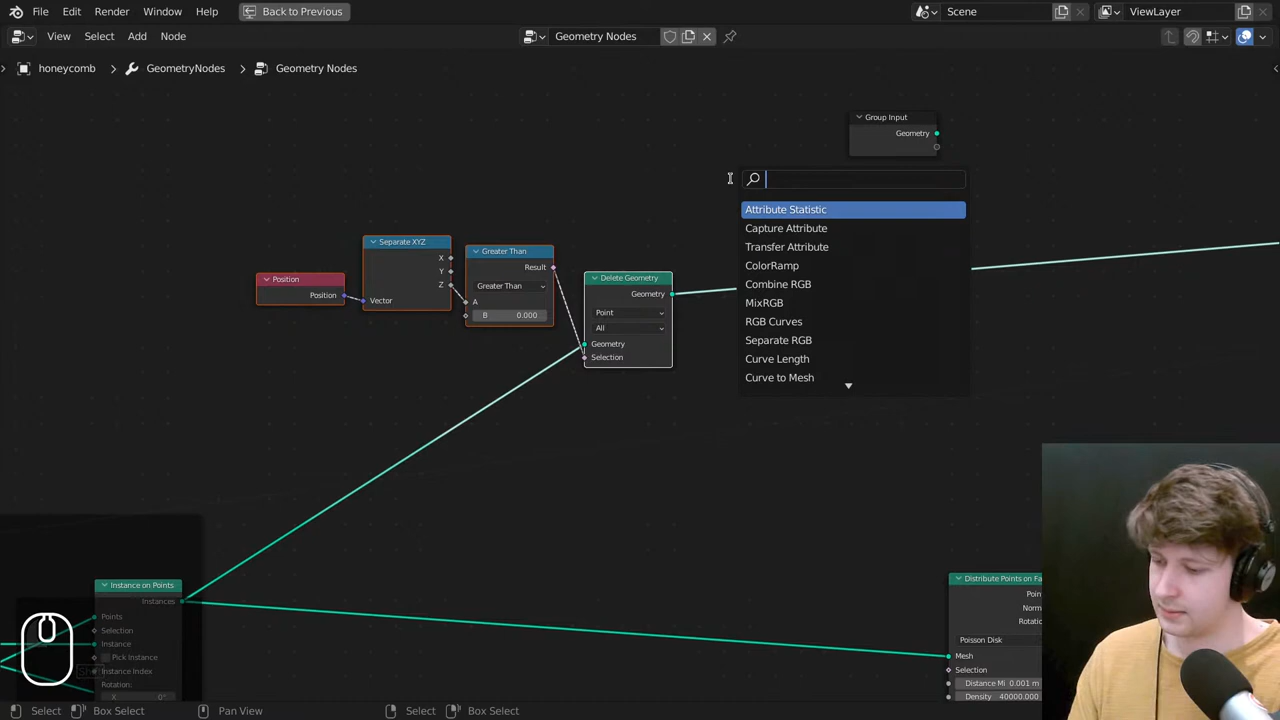 File Edit Render Window Help Back to Previous Scene ViewLayer
View Select Add Node Geometry Nodes
honeycomb GeometryNodes Geometry Nodes
Group Input
Geometry
Attribute Statistic
Capture Attribute
Transfer Attribute
ColorRamp
Combine RGB
MixRGB
RGB Curves
Separate RGB
Curve Length
Curve to Mesh
Separate XYZ
X
Y
Z
Vector
Greater Than
Result
Greater Than
A
B 0.000
Position
Position
Delete Geometry
Geometry
Point
All
Geometry
Selection
Instance on Points
Instances
Points
Selection
Instance
Pick Instance
Instance Index
Rotation:
X 0°
Distribute Points on Fa
Poin
Norm
Rotatio
Poisson Disk
Mesh
Selection
Distance Mi 0.001 m
Density 40000.000
Select Box Select Pan View Select Box Select